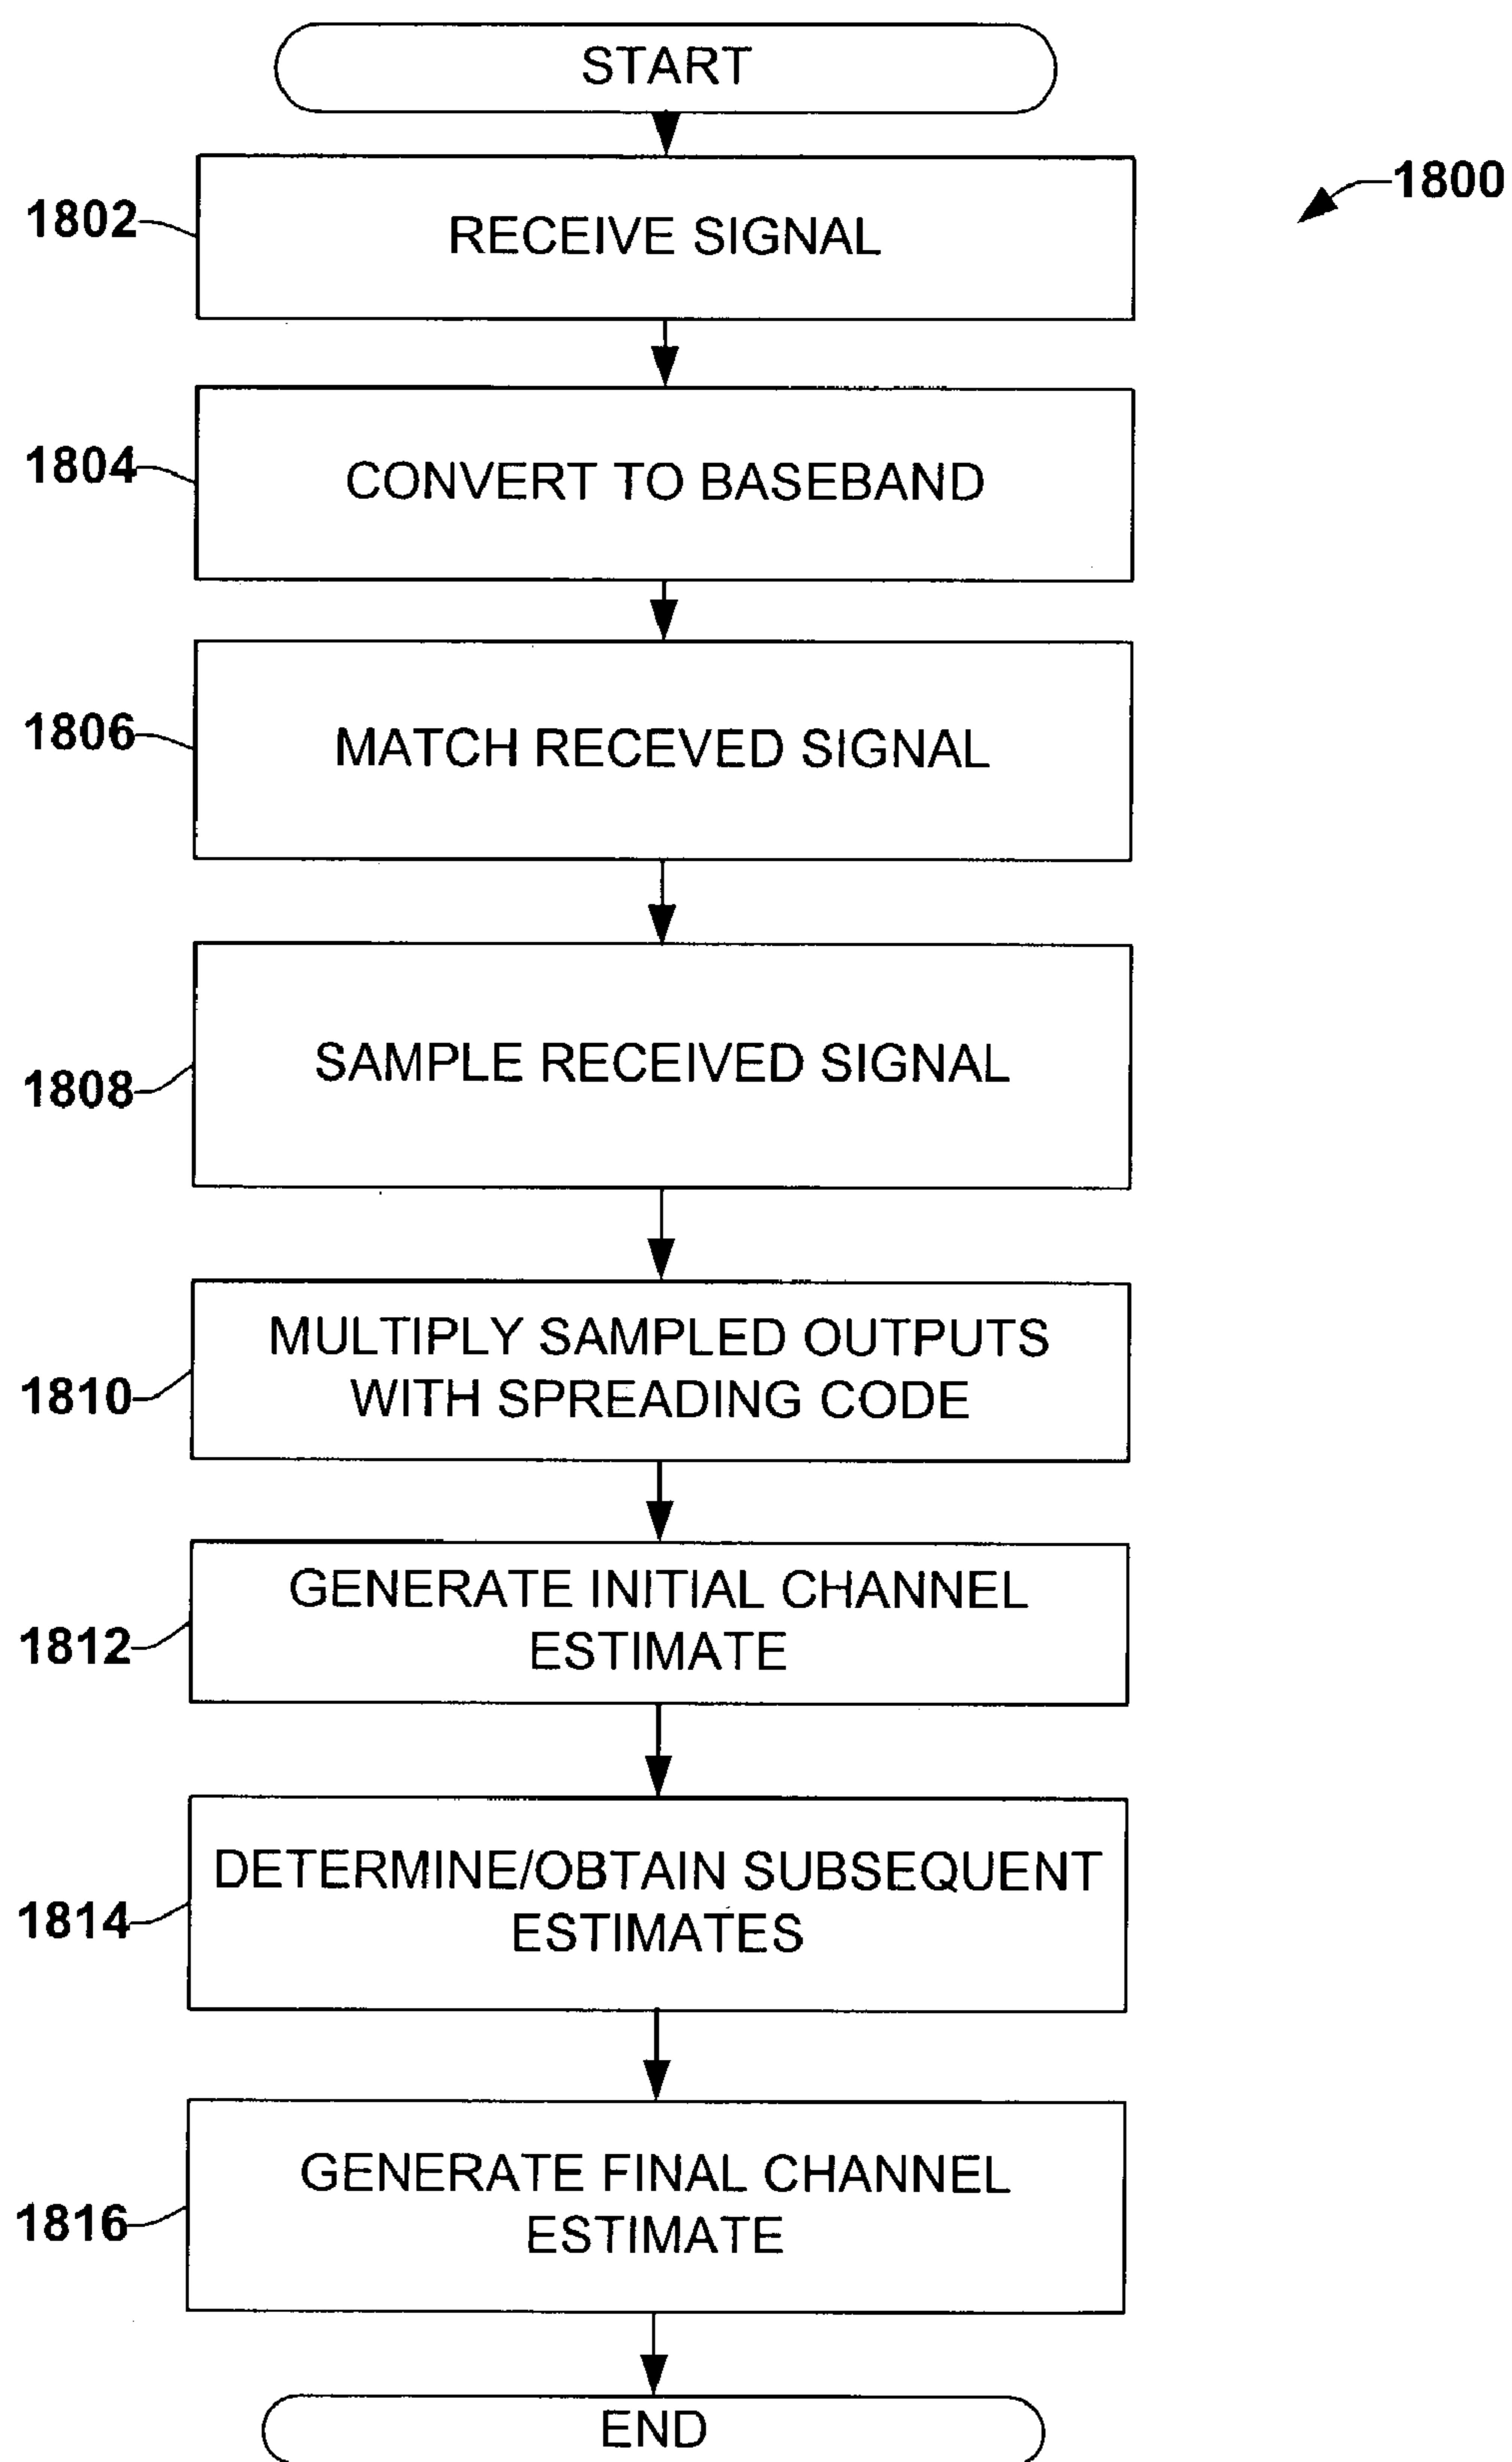 START
1800
1802
RECEIVE SIGNAL
1804
CONVERT TO BASEBAND
1806
MATCH RECEVED SIGNAL
1808
SAMPLE RECEIVED SIGNAL
1810
MULTIPLY SAMPLED OUTPUTS
WITH SPREADING CODE
1812
GENERATE INITIAL CHANNEL
ESTIMATE
1814
DETERMINE/OBTAIN SUBSEQUENT
ESTIMATES
1816
GENERATE FINAL CHANNEL
ESTIMATE
END